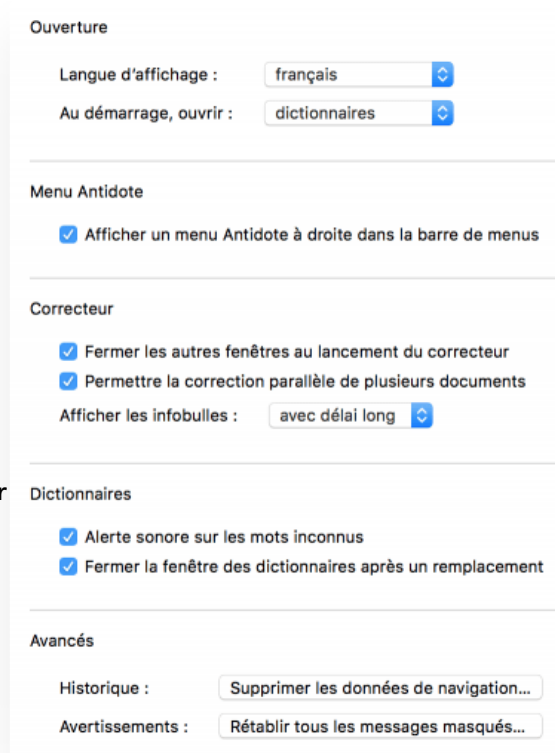 Ouverture
Langue d'affichage : français
Au démarrage, ouvrir : dictionnaires
Menu Antidote
Afficher un menu Antidote à droite dans la barre de menus
Correcteur
Fermer les autres fenêtres au lancement du correcteur
Permettre la correction parallèle de plusieurs documents
Afficher les infobulles : avec délai long
r
Dictionnaires
Alerte sonore sur les mots inconnus
Fermer la fenêtre des dictionnaires après un remplacement
Avancés
Historique : Supprimer les données de navigation...
Avertissements : Rétablir tous les messages masqués...